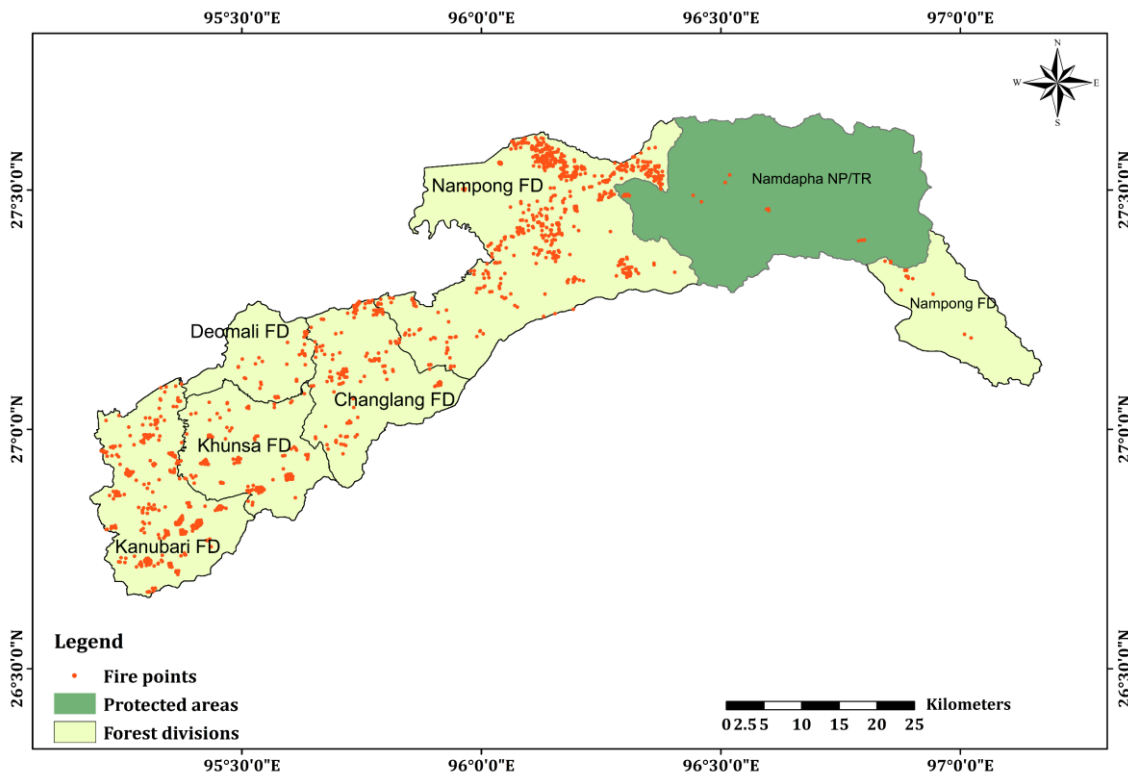 95°30'0"E 96°0'0"E 96°30'0"E 97°0'0"E
N
W E
S
27°30'0"N 27°30'0"N
Namdapha NP/TR
Nampong FD
Nampong FD
Deomali FD
Changlang FD
27°0'0"N 27°0'0"N
Khunsa FD
Kanubari FD
Legend
Fire points
Protected areas
Forest divisions
26°30'0"N 26°30'0"N
Kilometers
0 2.5 5 10 15 20 25
95°30'0"E 96°0'0"E 96°30'0"E 97°0'0"E